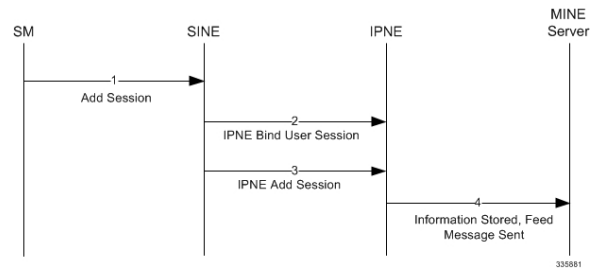 MINE
SM
SINE
IPNE
Server
1
Add Session
2
IPNE Bind User Session
3
IPNE Add Session
4
Information Stored, Feed
Message Sent
335881